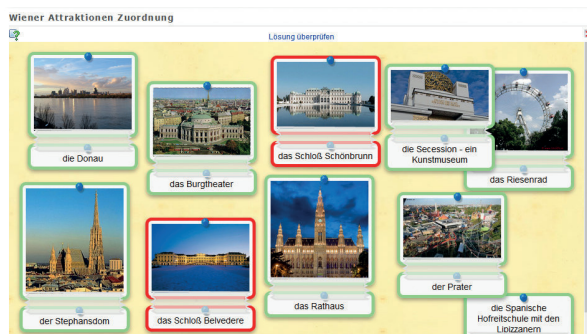 Wiener Attraktionen Zuordnung
Lösung überprüfen
die Donau
das Burgtheater
das Schloß Schönbrunn
die Secession - ein
Kunstmuseum
das Riesenrad
der Stephansdom
das Schloß Belvedere
das Rathaus
der Prater
die Spanische
Hofreitschule mit den
Lipizzanern